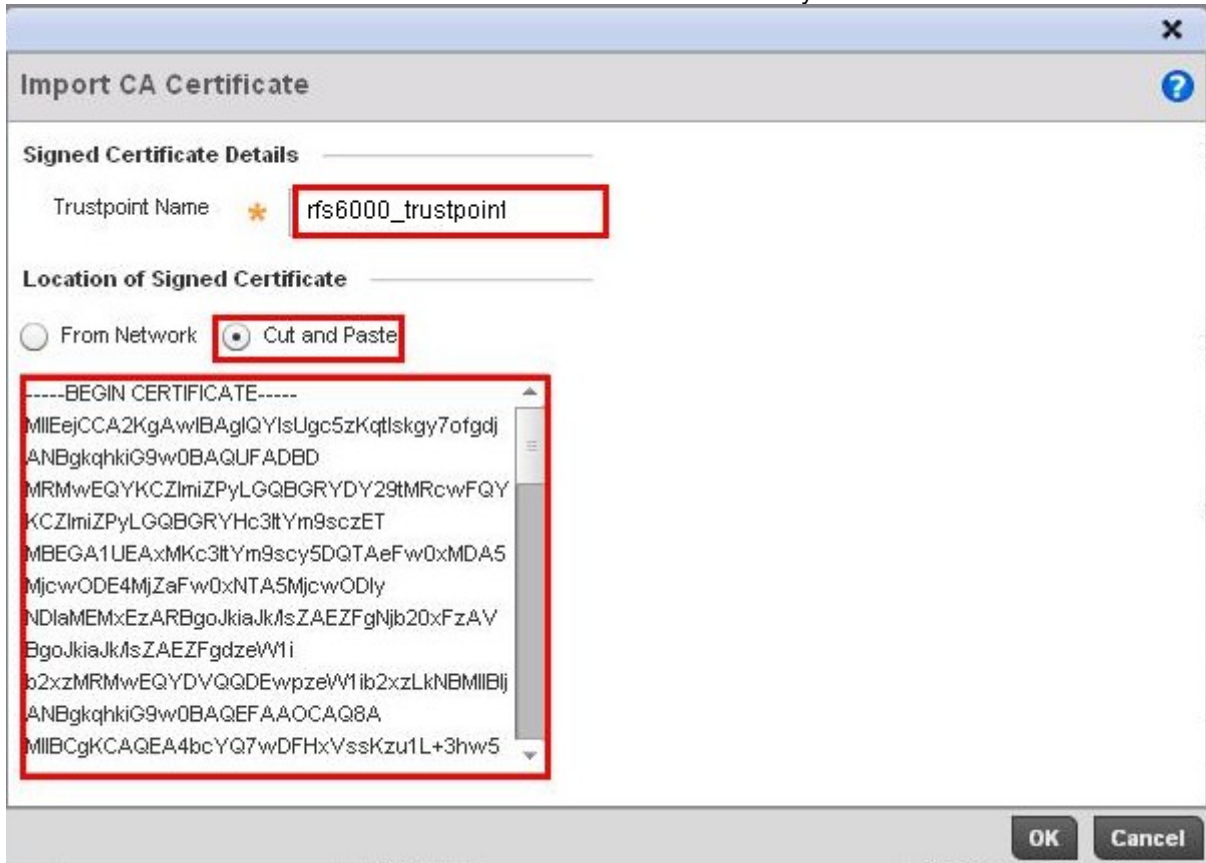 Import CA Certificate
Signed Certificate Details
Trustpoint Name * rfs6000_trustpoint
Location of Signed Certificate
From Network Cut and Paste
-----BEGIN CERTIFICATE-----
MIIEejCCA2KgAwIBAgIQYIsUgc5zKqtIskgy7ofgdj
ANBgkqhkiG9w0BAQUFADBD
MRMwEQYKCZImiZPyLGQBGRYDY29tMRcwFQY
KCZImiZPyLGQBGRYHc3ltYm9sczET
MBEGA1UEAxMKc3ltYm9scy5DQTAeFw0xMDA5
MjcwODE4MjZaFw0xNTA5MjcwODIy
NDlaMEMxEzARBgoJkiaJk/IsZAEZFgNjb20xFzAV
BgoJkiaJk/IsZAEZFgdzeW1i
b2xzMRMwEQYDVQQDEwpzeW1ib2xzLkNBMIIBIj
ANBgkqhkiG9w0BAQEFAAOCAQ8A
MIIBCgKCAQEA4bcYQ7wDFHxVssKzu1L+3hw5
OK Cancel